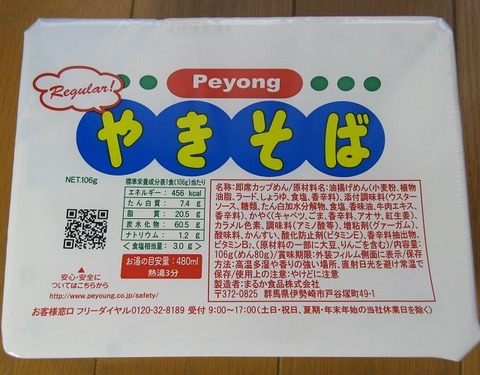 Regular!
Peyong
やきそば
NET.106g
標準栄養成分表1食(106g)当たり
エネルギー: 456 kcal
たん白質: 7.4 g
脂質: 20.5 g
炭水化物: 60.5 g
ナトリウム: 1.2 g
<食塩相当量: 3.0 g>
お湯の目安量: 480ml
熱湯3分
安心・安全に
ついてはこちらから
http://www.peyoung.co.jp/safety/
名称:即席カップめん/原材料名:油揚げめん(小麦粉、植物
油脂、ラード、しょうゆ、食塩、香辛料)、添付調味料(ウスター
ソース、糖類、たん白加水分解物、食塩、香味油、牛肉エキス、
香辛料)、かやく(キャベツ、ごま、香辛料、アオサ、紅生姜)、
カラメル色素、調味料(アミノ酸等)、増粘剤(グァーガム)、
酸味料、かんすい、酸化防止剤(ビタミンE)、香辛料抽出物、
ビタミンB₂、(原材料の一部に大豆、りんごを含む)/内容量:
106g(めん80g)/賞味期限:外装フィルム側面に表示/保存
方法:高温多湿や香りの強い場所、直射日光を避け常温で
保存/使用上の注意:やけどに注意
製造者:まるか食品株式会社
〒372-0825 群馬県伊勢崎市戸谷塚町49-1
お客様窓口 フリーダイヤル0120-32-8189 受付 9:00〜17:00(土・日・祝日、夏期・年末年始の当社休業日を除く)